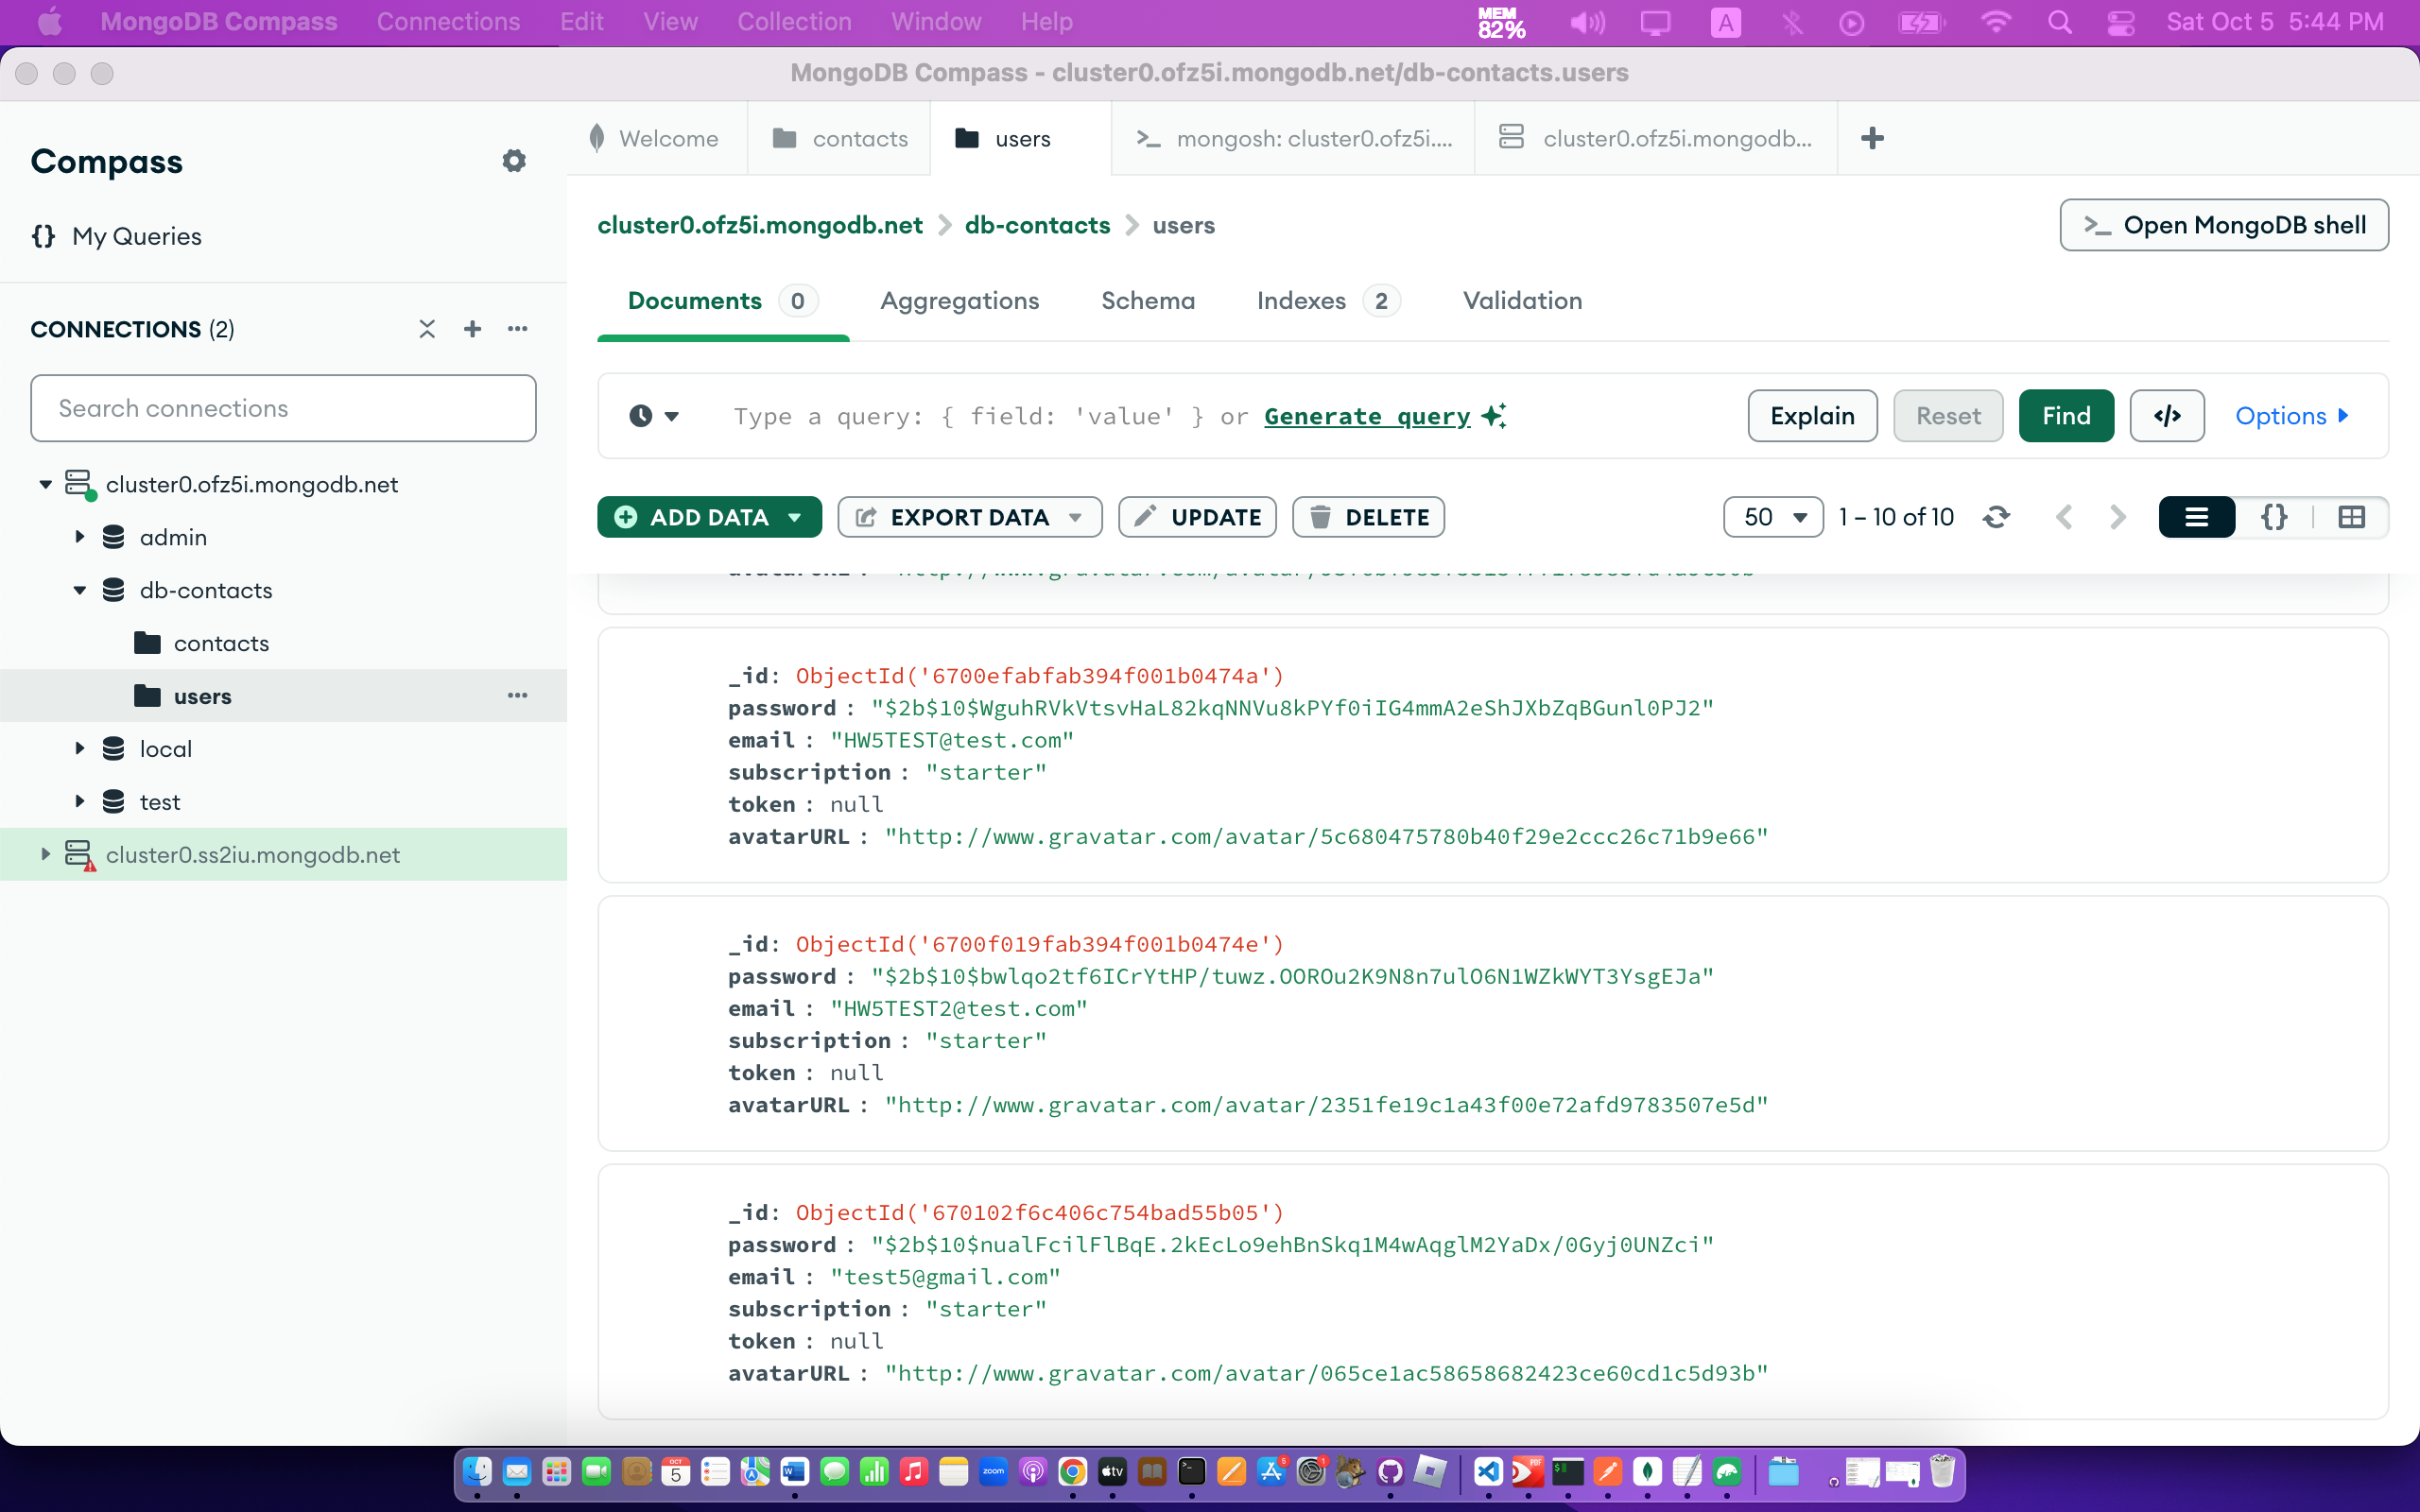 MongoDB Compass Connections Edit View Collection Window Help MEM 82% A Sat Oct 5 5:44 PM
MongoDB Compass - cluster0.ofz5i.mongodb.net/db-contacts.users
Compass
My Queries
CONNECTIONS (2)
Search connections
cluster0.ofz5i.mongodb.net
admin
db-contacts
contacts
users
local
test
cluster0.ss2iu.mongodb.net
Welcome contacts users mongosh: cluster0.ofz5i.... cluster0.ofz5i.mongodb...
cluster0.ofz5i.mongodb.net > db-contacts > users
Open MongoDB shell
Documents 0 Aggregations Schema Indexes 2 Validation
Type a query: { field: 'value' } or Generate query
Explain Reset Find </> Options
ADD DATA EXPORT DATA UPDATE DELETE
50 1 – 10 of 10 {}
_id: ObjectId('6700efabfab394f001b0474a')
password : "$2b$10$WguhRVkVtsvHaL82kqNNVu8kPYf0iIG4mmA2eShJXbZqBGunl0PJ2"
email : "HW5TEST@test.com"
subscription : "starter"
token : null
avatarURL : "http://www.gravatar.com/avatar/5c680475780b40f29e2ccc26c71b9e66"
_id: ObjectId('6700f019fab394f001b0474e')
password : "$2b$10$bwlqo2tf6ICrYtHP/tuwz.OOROu2K9N8n7ulO6N1WZkWYT3YsgEJa"
email : "HW5TEST2@test.com"
subscription : "starter"
token : null
avatarURL : "http://www.gravatar.com/avatar/2351fe19c1a43f00e72afd9783507e5d"
_id: ObjectId('670102f6c406c754bad55b05')
password : "$2b$10$nualFcilFlBqE.2kEcLo9ehBnSkq1M4wAqglM2YaDx/0Gyj0UNZci"
email : "test5@gmail.com"
subscription : "starter"
token : null
avatarURL : "http://www.gravatar.com/avatar/065ce1ac58658682423ce60cd1c5d93b"
OCT
5
zoom
tv